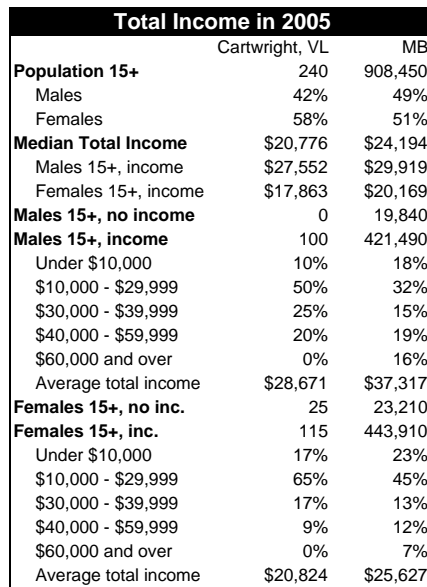 Total Income in 2005
Cartwright, VL MB
Population 15+ 240 908,450
Males 42% 49%
Females 58% 51%
Median Total Income $20,776 $24,194
Males 15+, income $27,552 $29,919
Females 15+, income $17,863 $20,169
Males 15+, no income 0 19,840
Males 15+, income 100 421,490
Under $10,000 10% 18%
$10,000 - $29,999 50% 32%
$30,000 - $39,999 25% 15%
$40,000 - $59,999 20% 19%
$60,000 and over 0% 16%
Average total income $28,671 $37,317
Females 15+, no inc. 25 23,210
Females 15+, inc. 115 443,910
Under $10,000 17% 23%
$10,000 - $29,999 65% 45%
$30,000 - $39,999 17% 13%
$40,000 - $59,999 9% 12%
$60,000 and over 0% 7%
Average total income $20,824 $25,627